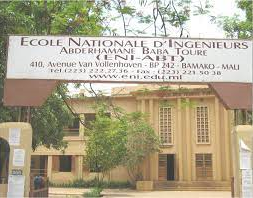 ECOLE NATIONALE D'INGENIEURS
ABDERHAMANE BABA TOURE
(ENI-ABT)
410, Avenue Van Vollenhoven - BP 242 - BAMAKO - MALI
Tel.(223) 222.27.36 - Fax - (223) 221 50 38
www.eni.edu.ml